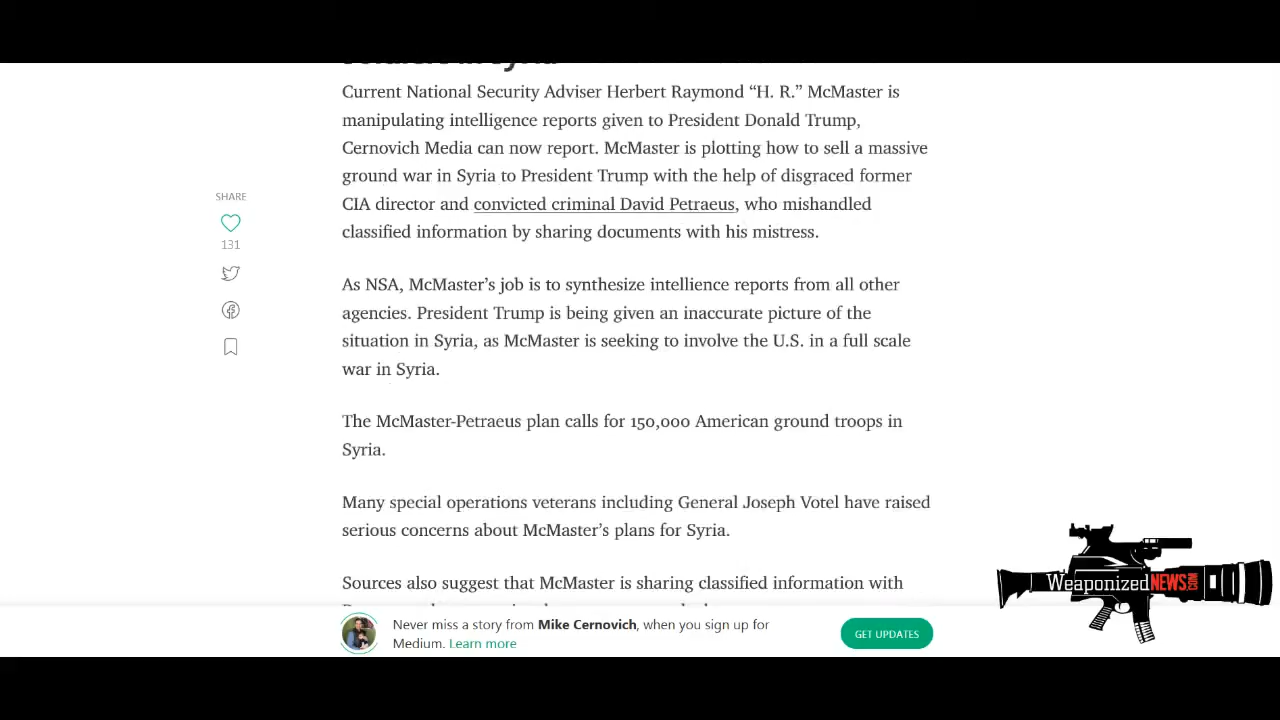 Current National Security Adviser Herbert Raymond “H. R.” McMaster is
manipulating intelligence reports given to President Donald Trump,
Cernovich Media can now report. McMaster is plotting how to sell a massive
ground war in Syria to President Trump with the help of disgraced former
CIA director and convicted criminal David Petraeus, who mishandled
classified information by sharing documents with his mistress.
SHARE
131
As NSA, McMaster’s job is to synthesize intellience reports from all other
agencies. President Trump is being given an inaccurate picture of the
situation in Syria, as McMaster is seeking to involve the U.S. in a full scale
war in Syria.
The McMaster-Petraeus plan calls for 150,000 American ground troops in
Syria.
Many special operations veterans including General Joseph Votel have raised
serious concerns about McMaster’s plans for Syria.
Sources also suggest that McMaster is sharing classified information with
Never miss a story from Mike Cernovich, when you sign up for
Medium. Learn more
GET UPDATES
WeaponizedNEWS.COM